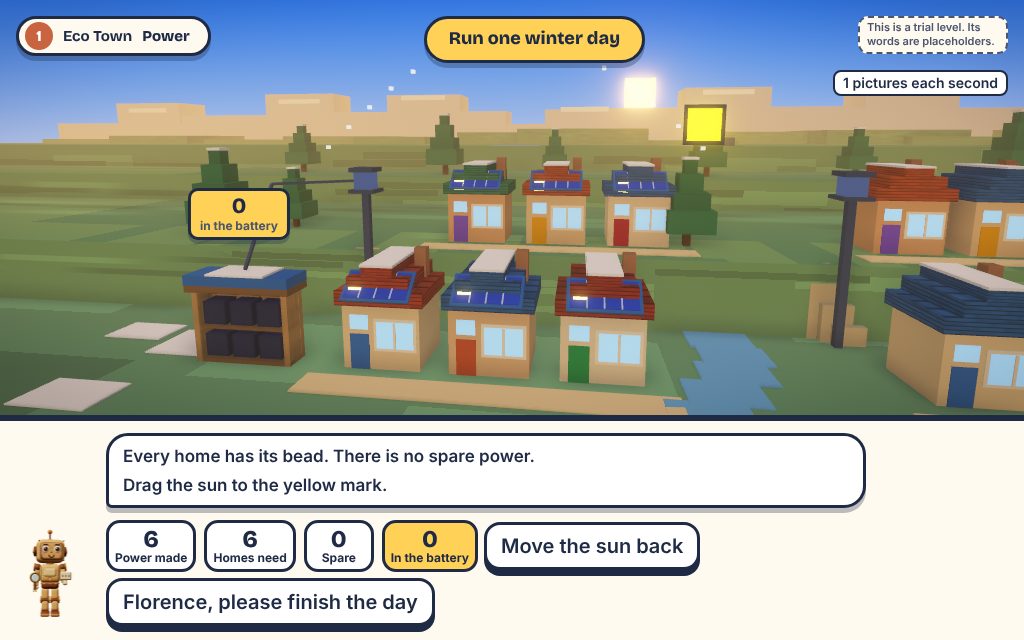 1 Eco Town Power
Run one winter day
This is a trial level. Its
words are placeholders.
1 pictures each second
0
in the battery
Every home has its bead. There is no spare power.
Drag the sun to the yellow mark.
6
Power made
6
Homes need
0
Spare
0
In the battery
Move the sun back
Florence, please finish the day